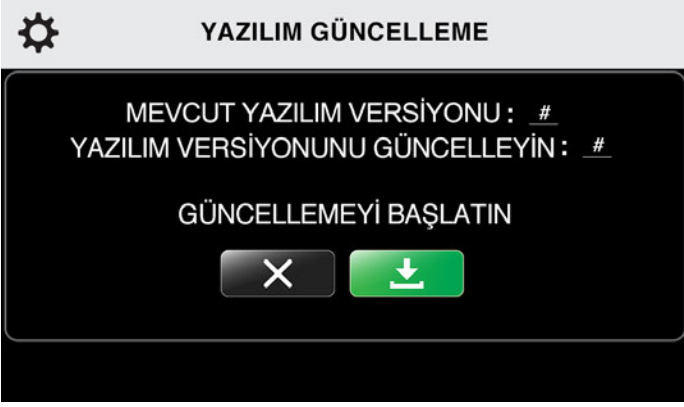 YAZILIM GÜNCELLEME
MEVCUT YAZILIM VERSİYONU: #
YAZILIM VERSİYONUNU GÜNCELLEYİN: #
GÜNCELLEMEYİ BAŞLATIN